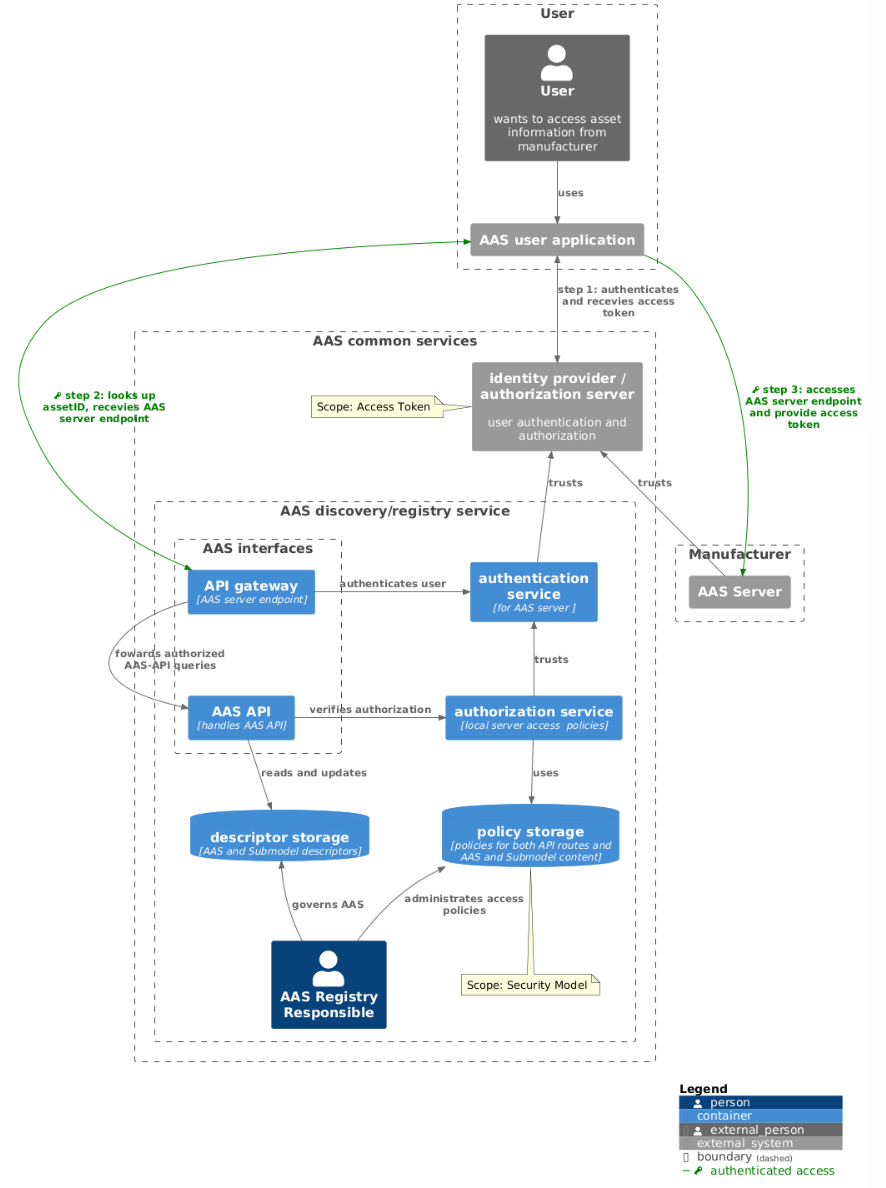 User
User
wants to access asset
information from
manufacturer
uses
AAS user application
step 1: authenticates
and recevies access
token
AAS common services
identity provider /
authorization server
user authentication and
authorization
Scope: Access Token
step 2: looks up
assetID, recevies AAS
server endpoint
step 3: accesses
AAS server endpoint
and provide access
token
trusts
trusts
AAS discovery/registry service
AAS interfaces
Manufacturer
API gateway
[AAS server endpoint]
authenticates user
authentication
service
[for AAS server ]
AAS Server
fowards authorized
AAS-API queries
trusts
AAS API
[handles AAS API]
verifies authorization
authorization service
[local server access  policies]
reads and updates
uses
descriptor storage
[AAS and Submodel descriptors]
policy storage
[policies for both API routes and
AAS and Submodel content]
governs AAS
administrates access
policies
AAS Registry
Responsible
Scope: Security Model
Legend
person
container
external_person
external_system
boundary (dashed)
authenticated access